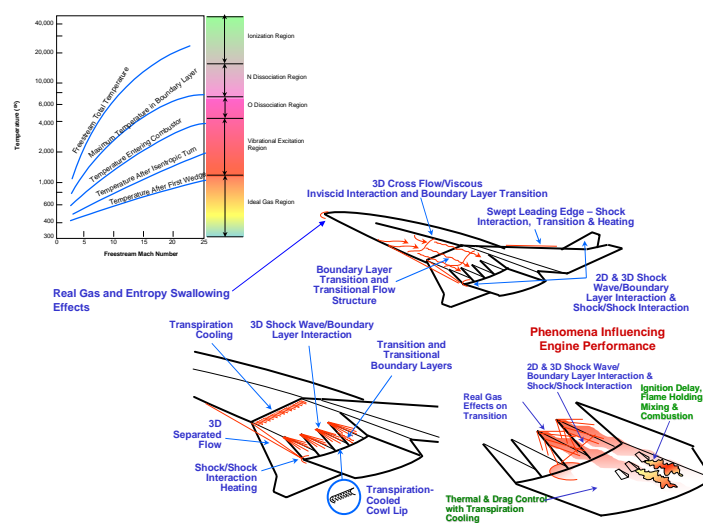 40,000
20,000
10,000
6,000
4,000
2,000
1,000
600
400
300
Temperature (°R)
0
5
10
15
20
25
Freestream Mach Number
Freestream Total Temperature
Maximum Temperature in Boundary Layer
Temperature Entering Combustor
Temperature After Isentropic Turn
Temperature After First Wedge
Ionization Region
N Dissociation Region
O Dissociation Region
Vibrational Excitation
Region
Ideal Gas Region
3D Cross Flow/Viscous
Inviscid Interaction and Boundary Layer Transition
Swept Leading Edge – Shock
Interaction, Transition & Heating
Boundary Layer
Transition and
Transitional Flow
Structure
2D & 3D Shock
Wave/Boundary
Layer Interaction &
Shock/Shock Interaction
Real Gas and Entropy Swallowing
Effects
Transpiration
Cooling
3D Shock Wave/Boundary
Layer Interaction
Transition and
Transitional
Boundary Layers
3D
Separated
Flow
Shock/Shock
Interaction
Heating
Transpiration-
Cooled
Cowl Lip
Phenomena Influencing
Engine Performance
2D & 3D Shock Wave/
Boundary Layer Interaction &
Shock/Shock Interaction
Ignition Delay,
Flame Holding
Mixing &
Combustion
Real Gas
Effects on
Transition
Thermal & Drag Control
with Transpiration
Cooling